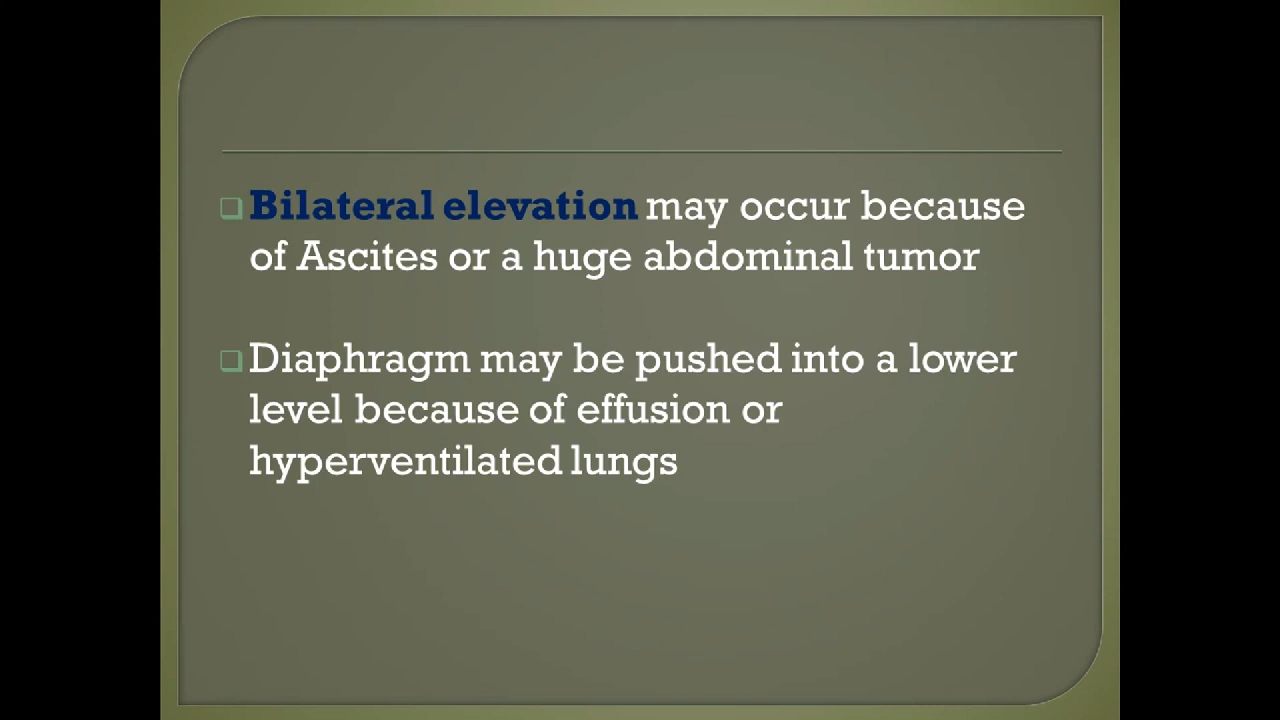 Bilateral elevation may occur because
of Ascites or a huge abdominal tumor
Diaphragm may be pushed into a lower
level because of effusion or
hyperventilated lungs